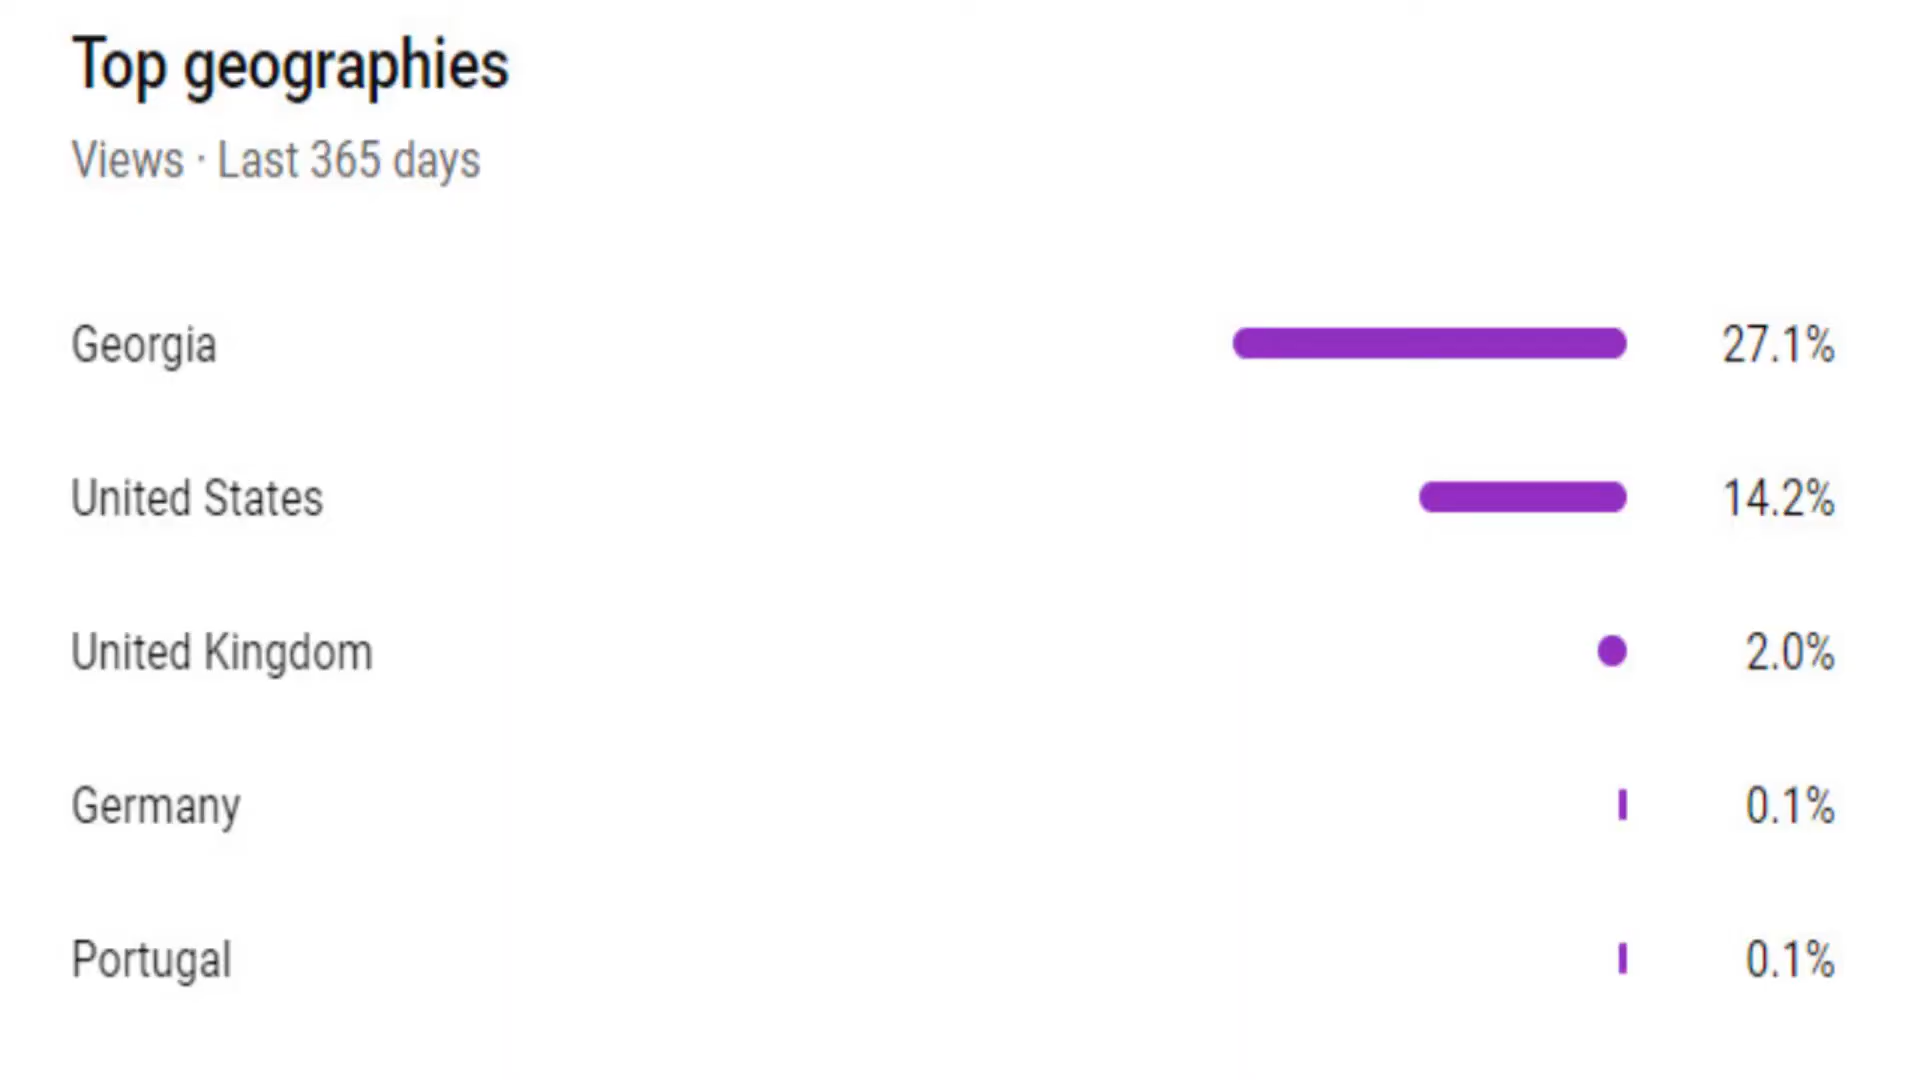 Top geographies
Views · Last 365 days
Georgia 27.1%
United States 14.2%
United Kingdom 2.0%
Germany 0.1%
Portugal 0.1%